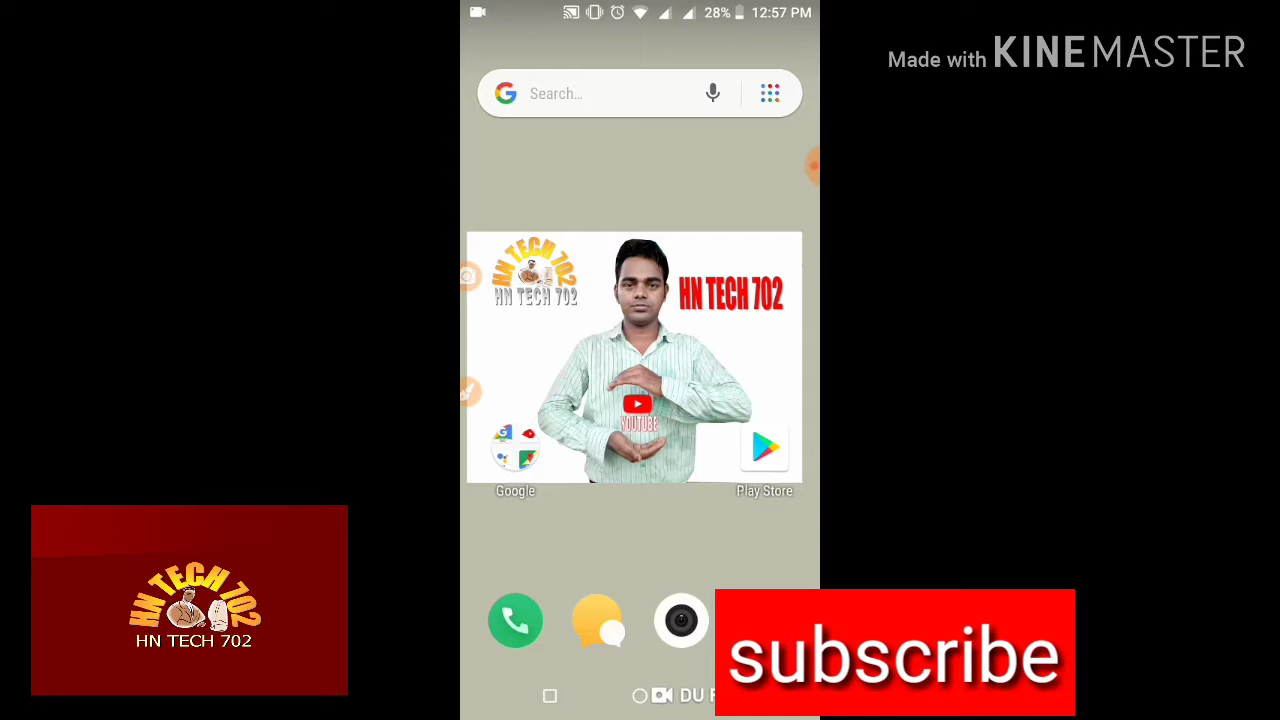 28% 12:57 PM
Made with KINEMASTER
Search...
HN TECH 702
HN TECH 702
HN TECH 702
YOUTUBE
Google
Play Store
HN TECH 702
HN TECH 702
subscribe
DU